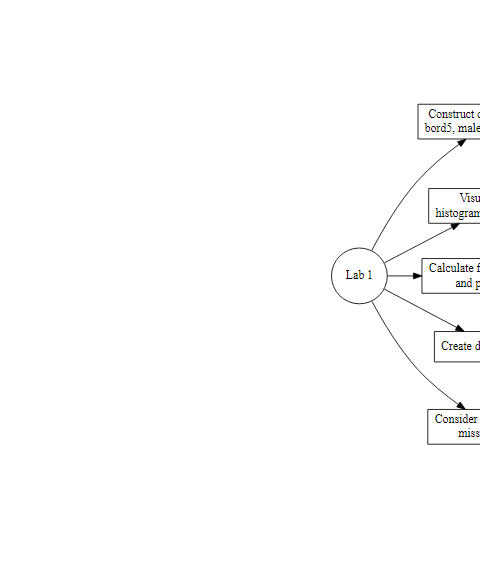 Construct
bord5, male
Visu
histogram
Lab 1
Calculate f
and p
Create d
Consider
miss